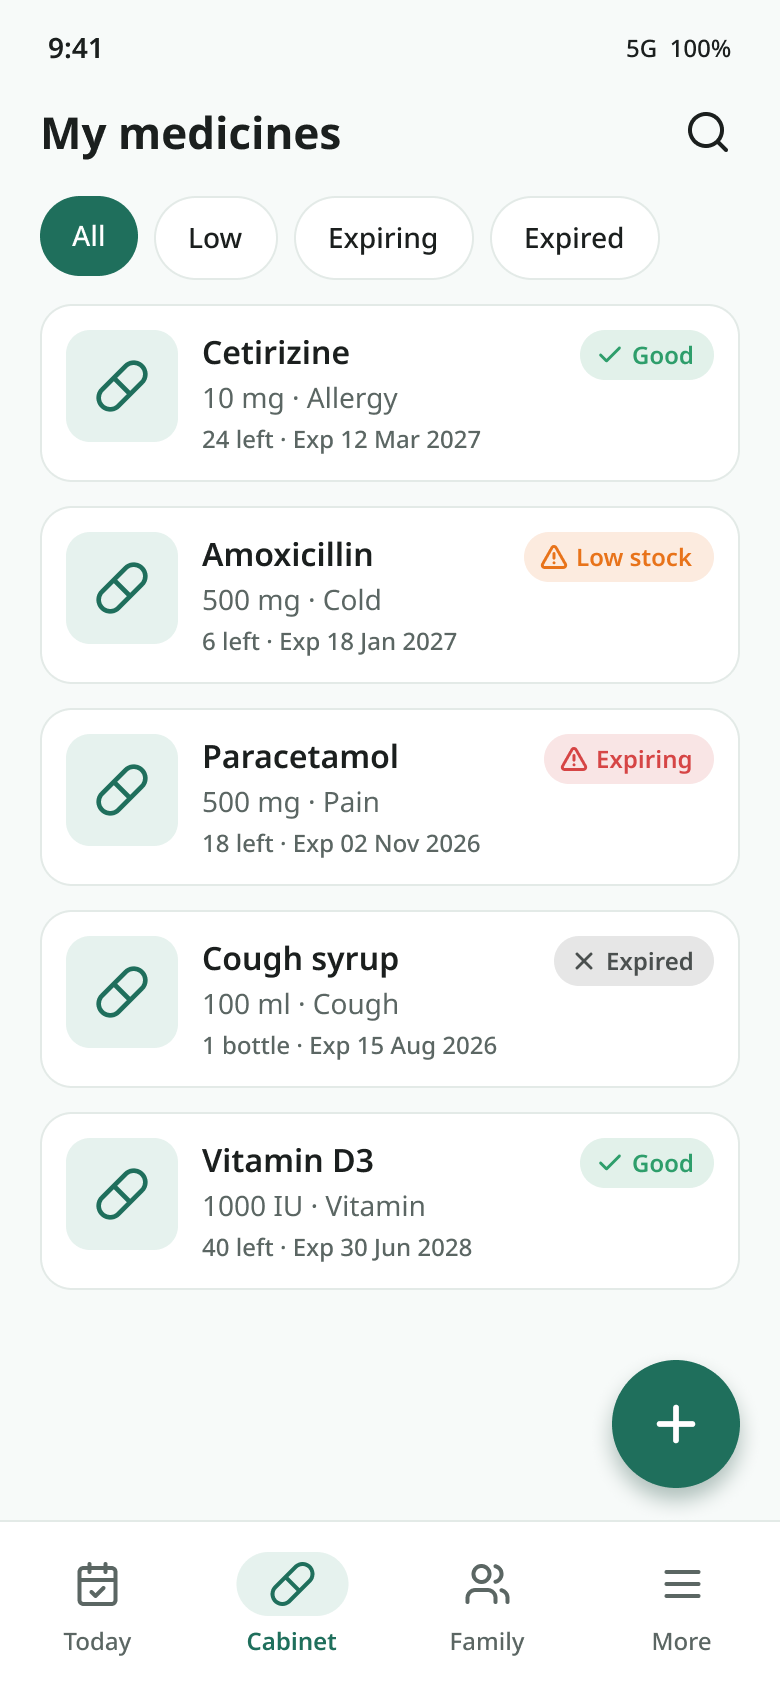 9:41
5G 100%
My medicines
All
Low
Expiring
Expired
Cetirizine
Good
10 mg · Allergy
24 left · Exp 12 Mar 2027
Amoxicillin
Low stock
500 mg · Cold
6 left · Exp 18 Jan 2027
Paracetamol
Expiring
500 mg · Pain
18 left · Exp 02 Nov 2026
Cough syrup
Expired
100 ml · Cough
1 bottle · Exp 15 Aug 2026
Vitamin D3
Good
1000 IU · Vitamin
40 left · Exp 30 Jun 2028
Today
Cabinet
Family
More